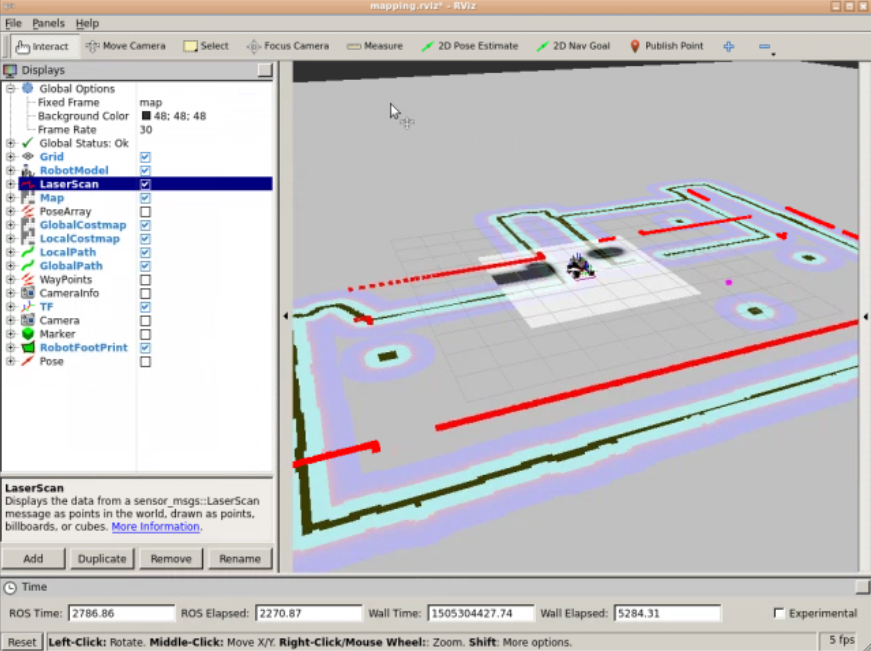 mapping.rviz* - RViz
File Panels Help
Interact Move Camera Select Focus Camera Measure 2D Pose Estimate 2D Nav Goal Publish Point
Displays
Global Options
Fixed Frame map
Background Color 48; 48; 48
Frame Rate 30
Global Status: Ok
Grid
RobotModel
LaserScan
Map
PoseArray
GlobalCostmap
LocalCostmap
LocalPath
GlobalPath
WayPoints
CameraInfo
TF
Camera
Marker
RobotFootPrint
Pose
LaserScan
Displays the data from a sensor_msgs::LaserScan
message as points in the world, drawn as points,
billboards, or cubes. More Information.
Add Duplicate Remove Rename
Time
ROS Time: 2786.86 ROS Elapsed: 2270.87 Wall Time: 1505304427.74 Wall Elapsed: 5284.31 Experimental
Reset Left-Click: Rotate. Middle-Click: Move X/Y. Right-Click/Mouse Wheel:: Zoom. Shift: More options. 5 fps